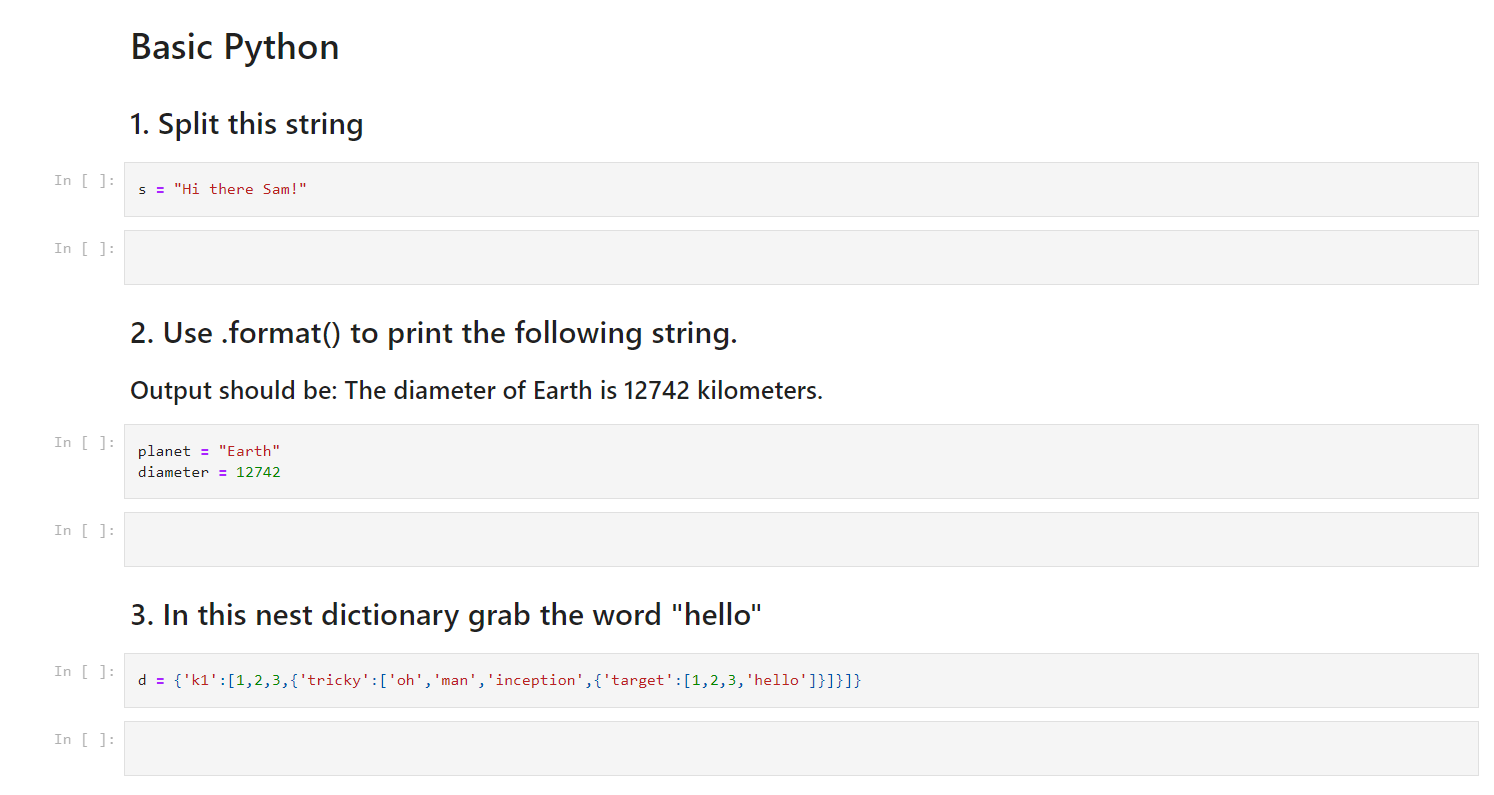 Basic Python
1. Split this string
In [ ]:
s = "Hi there Sam!"
In [ ]:
2. Use .format() to print the following string.
Output should be: The diameter of Earth is 12742 kilometers.
In [ ]:
planet = "Earth"
diameter = 12742
In [ ]:
3. In this nest dictionary grab the word "hello"
In [ ]:
d = {'k1':[1,2,3,{'tricky':['oh','man','inception',{'target':[1,2,3,'hello']}]}]}
In [ ]: